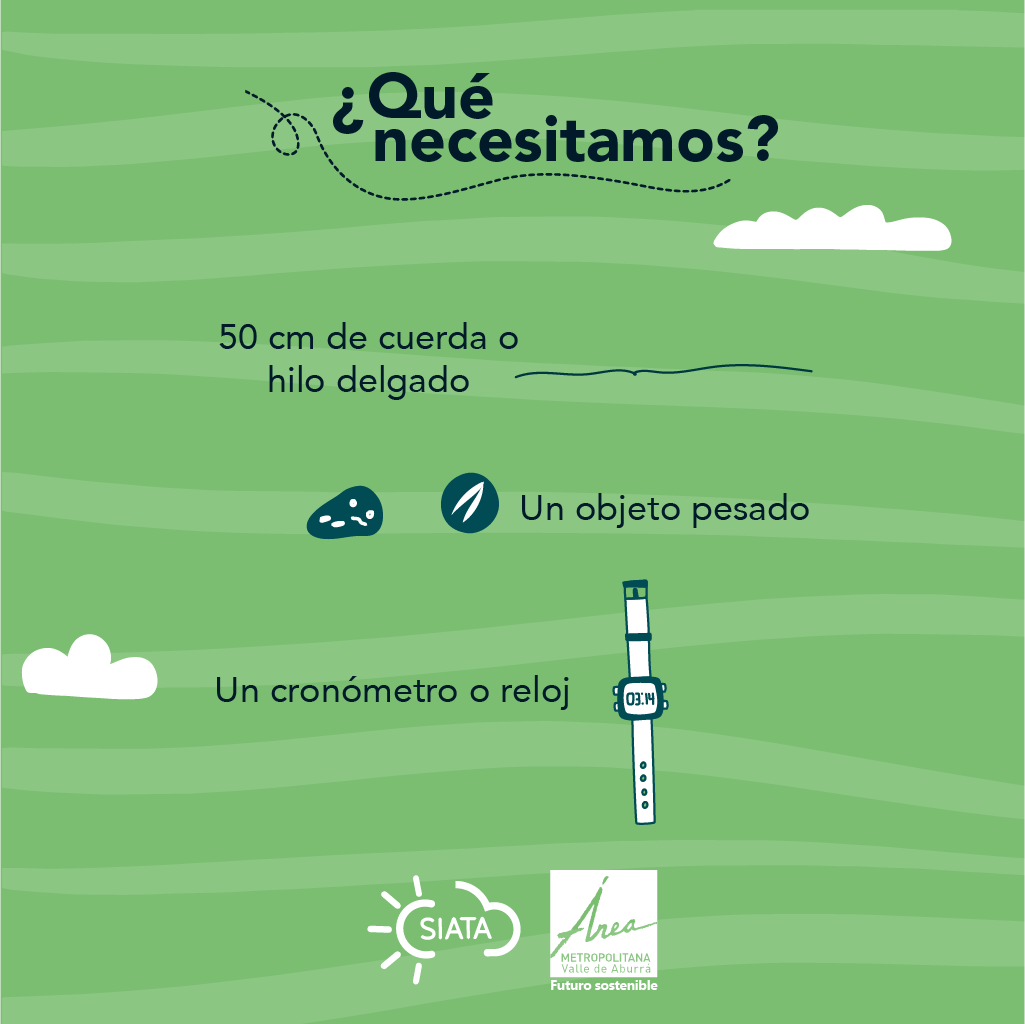 ¿Qué
necesitamos?
50 cm de cuerda o
hilo delgado
Un objeto pesado
Un cronómetro o reloj
03:14
SIATA
Área
METROPOLITANA
Valle de Aburrá
Futuro sostenible